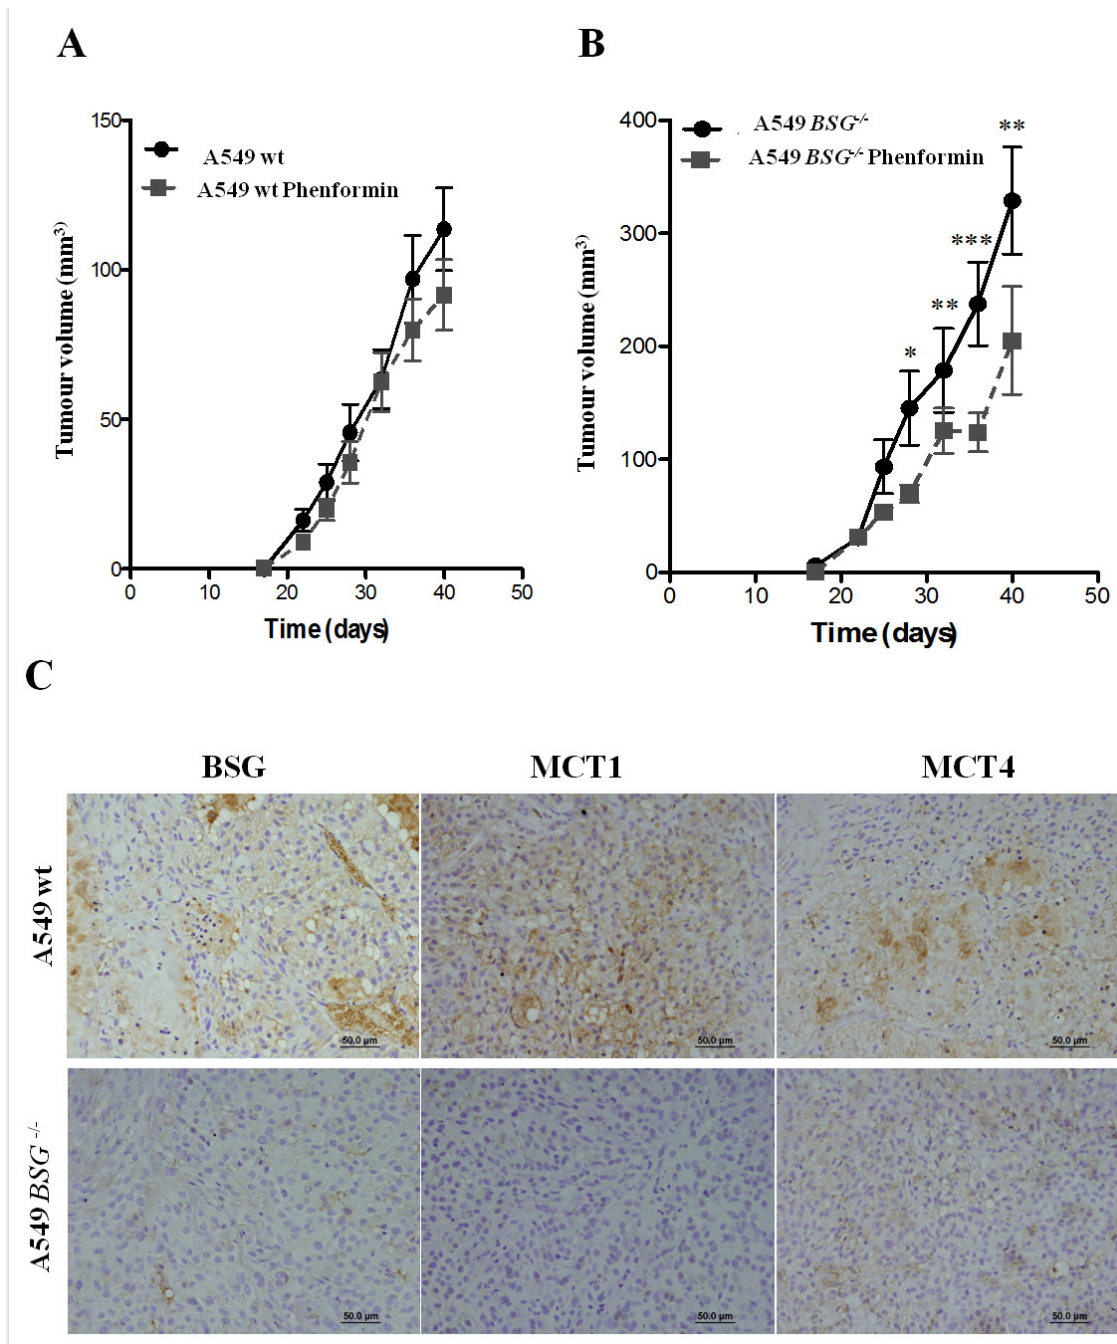 A
B
150
100
50
0
0
10
20
30
40
50
Tumour volume (mm³)
Time (days)
A549 wt
A549 wt Phenformin
400
300
200
100
0
0
10
20
30
40
50
Tumour volume (mm³)
Time (days)
A549 BSG-/-
A549 BSG-/- Phenformin
*
**
***
**
C
BSG
MCT1
MCT4
A549 wt
50.0 µm
50.0 µm
50.0 µm
A549 BSG -/-
50.0 µm
50.0 µm
50.0 µm